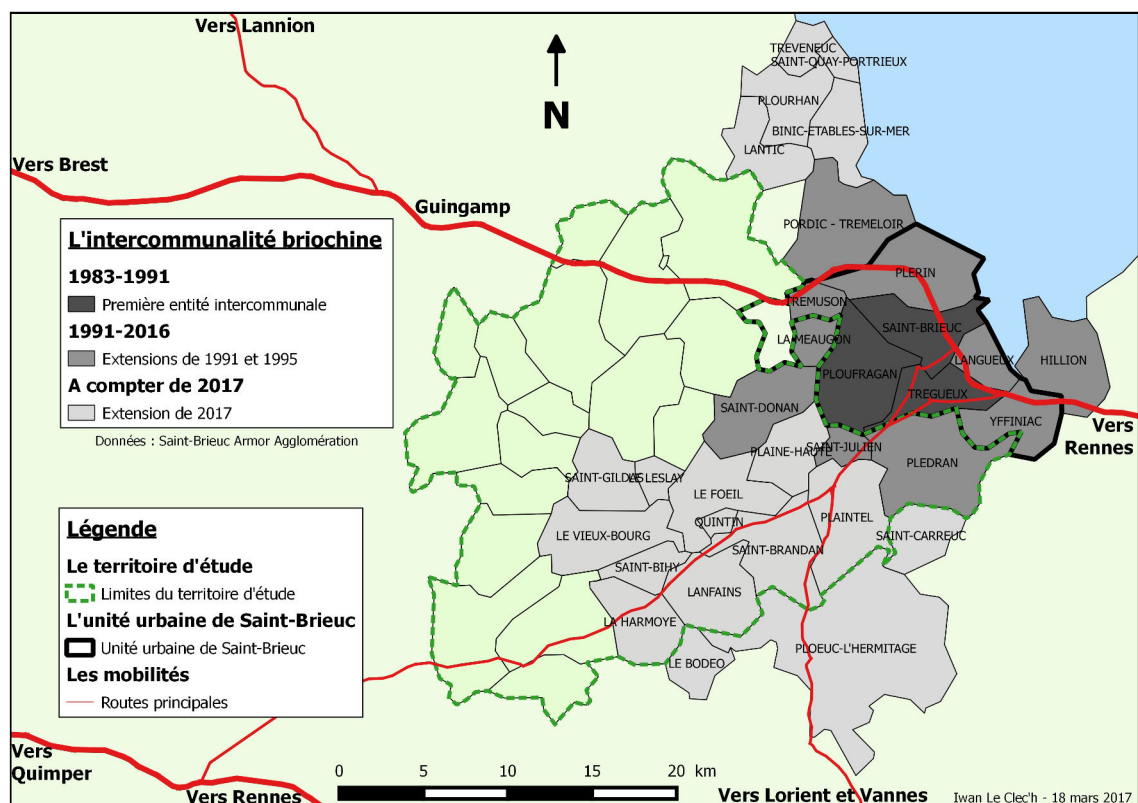 Vers Lannion
TREVENEUC
SAINT-QUAY-PORTRIEUX
PLOURHAN
N
BINIC-ETABLES-SUR-MER
LANTIC
Vers Brest
Guingamp
PORDIC - TREMELOIR
L'intercommunalité briochine
1983-1991
Première entité intercommunale
1991-2016
Extensions de 1991 et 1995
A compter de 2017
Extension de 2017
Données : Saint-Brieuc Armor Agglomération
PLERIN
TREMUSON
SAINT-BRIEUC
LA MEAUGON
LANGUEUX
HILLION
PLOUFRAGAN
TREGUEUX
SAINT-DONAN
YFFINIAC
Vers
Rennes
SAINT-JULIEN
PLAINE-HAUTE
PLEDRAN
SAINT-GILDAS
LE LESLAY
LE FOEIL
PLAINTEL
QUINTIN
LE VIEUX-BOURG
SAINT-CARREUC
SAINT-BRANDAN
SAINT-BIHY
LANFAINS
LA HARMOYE
PLOEUC-L'HERMITAGE
LE BODEO
Légende
Le territoire d'étude
Limites du territoire d'étude
L'unité urbaine de Saint-Brieuc
Unité urbaine de Saint-Brieuc
Les mobilités
Routes principales
Vers
Quimper
Vers Rennes
0 5 10 15 20 km
Vers Lorient et Vannes
Iwan Le Clec'h - 18 mars 2017